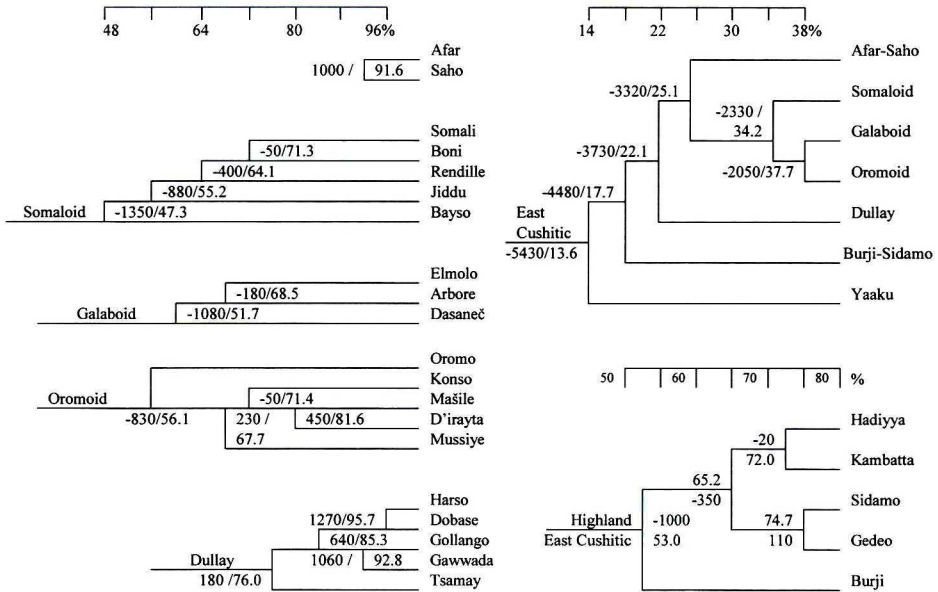 48 64 80 96%
Afar
1000 / 91.6 Saho
Somali
-50/71.3 Boni
-400/64.1 Rendille
-880/55.2 Jiddu
Somaloid -1350/47.3 Bayso
Elmolo
-180/68.5 Arbore
Galaboid -1080/51.7 Dasaneč
Oromo
Konso
Oromoid -50/71.4 Mašile
-830/56.1 230 / 450/81.6 D'irayta
67.7 Mussiye
Harso
1270/95.7 Dobase
640/85.3 Gollango
Dullay 1060 / 92.8 Gawwada
180 /76.0 Tsamay
14 22 30 38%
Afar-Saho
-3320/25.1 Somaloid
-2330 /
34.2 Galaboid
-3730/22.1
-2050/37.7 Oromoid
-4480/17.7
East Dullay
Cushitic
-5430/13.6 Burji-Sidamo
Yaaku
50 60 70 80 %
Hadiyya
-20
72.0 Kambatta
65.2
-350 Sidamo
Highland -1000 74.7
East Cushitic 53.0 110 Gedeo
Burji